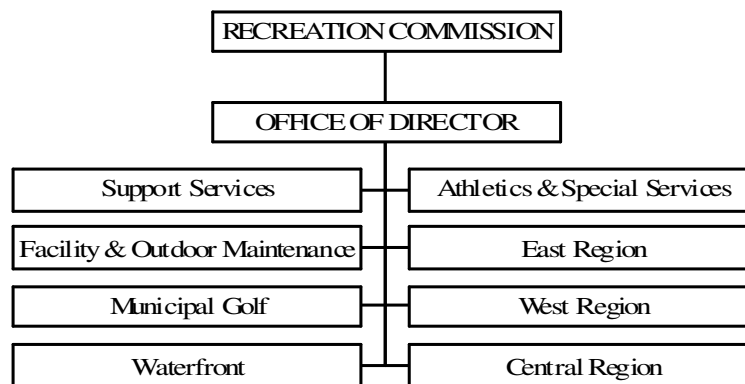 RECREATION COMMISSION
OFFICE OF DIRECTOR
Support Services
Athletics & Special Services
Facility & Outdoor Maintenance
East Region
Municipal Golf
West Region
Waterfront
Central Region